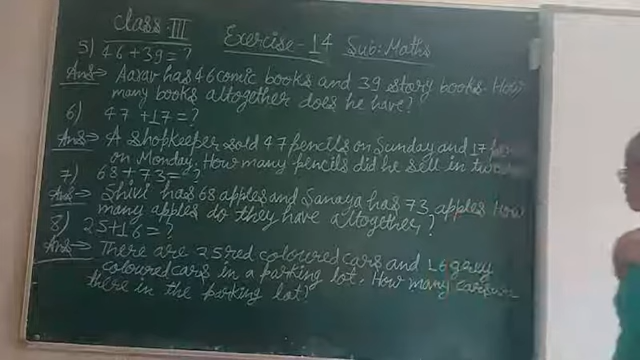 Class III Exercise-14 Sub: Maths
5) 46+39=?
Ans⇒ Aarav has 46 comic books and 39 story books. How
many books altogether does he have?
6) 47+17=?
Ans⇒ A shopkeeper sold 47 pencils on Sunday and 17
on Monday. How many pencils did he sell in two
7) 68+73=?
Ans⇒ Shivi has 68 apples and Sanaya has 73 apples How
many apples do they have altogether?
8) 25+16=?
Ans⇒ There are 25 red coloured cars and 16 grey
coloured cars in a parking lot. How many cars
there in the parking lot?